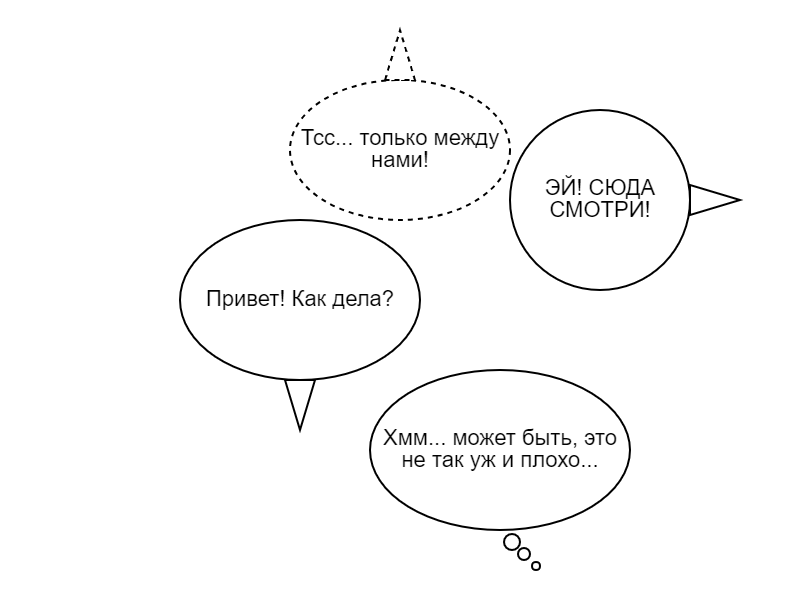 Тсс... только между
нами!
ЭЙ! СЮДА
СМОТРИ!
Привет! Как дела?
Хмм... может быть, это
не так уж и плохо...